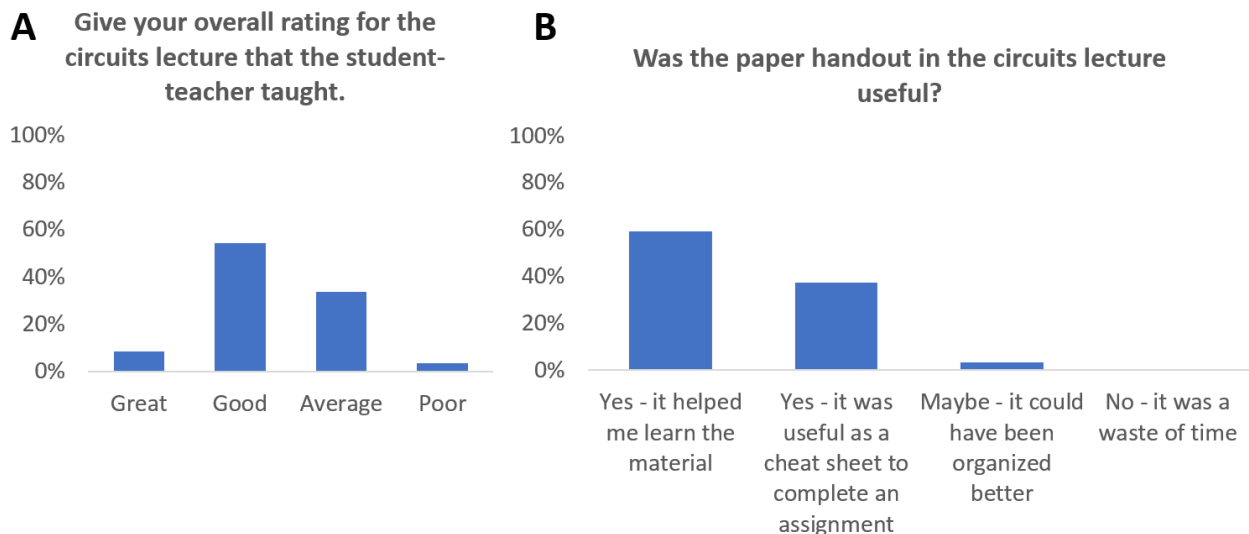 A
Give your overall rating for the
circuits lecture that the student-
teacher taught.
100%
80%
60%
40%
20%
0%
Great
Good
Average
Poor
B
Was the paper handout in the circuits lecture
useful?
100%
80%
60%
40%
20%
0%
Yes - it helped
me learn the
material
Yes - it was
useful as a
cheat sheet to
complete an
assignment
Maybe - it could
have been
organized
better
No - it was a
waste of time